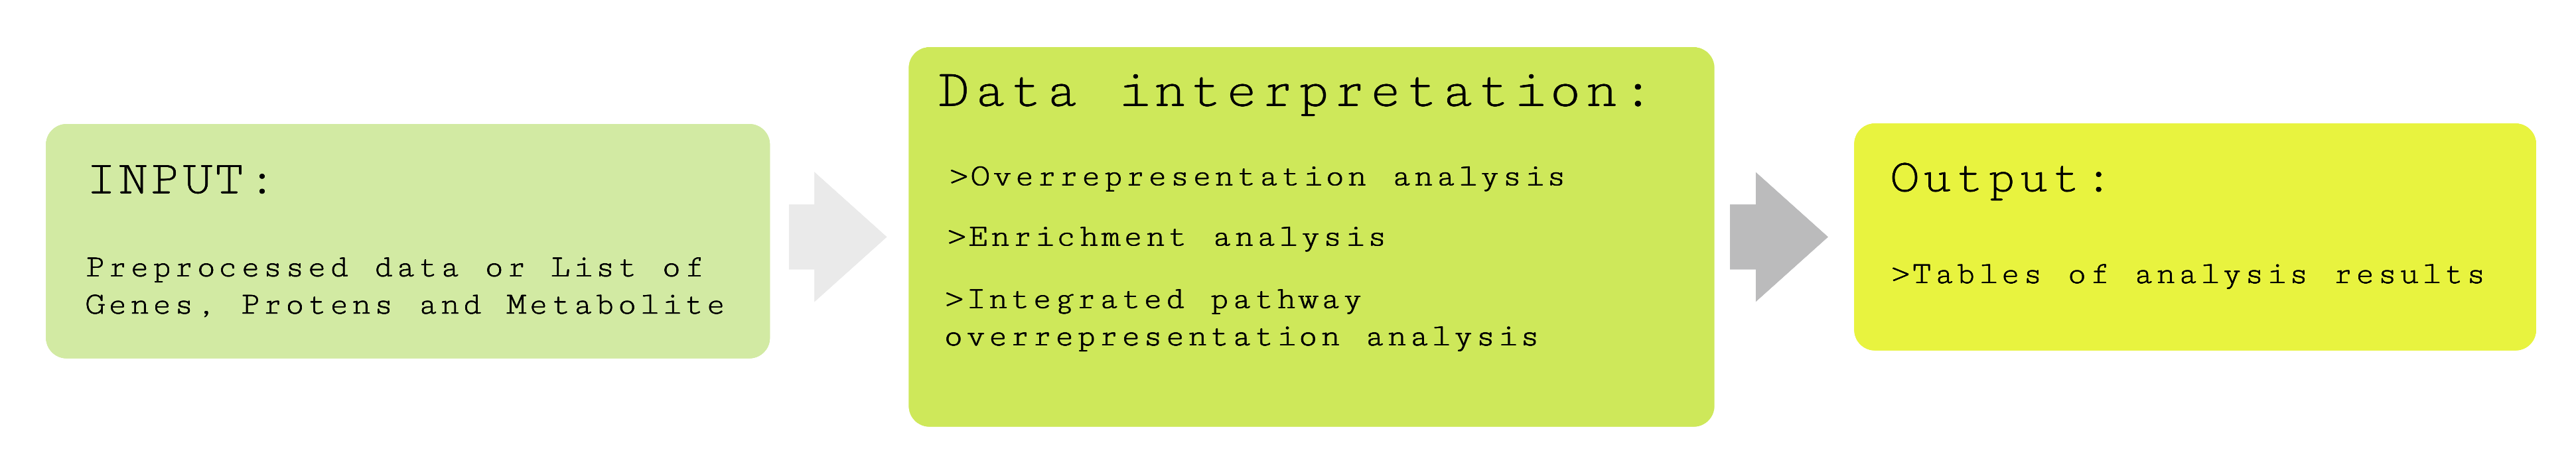 INPUT:
Preprocessed data or List of
Genes, Protens and Metabolite
Data interpretation:
>Overrepresentation analysis
>Enrichment analysis
>Integrated pathway
overrepresentation analysis
Output:
>Tables of analysis results